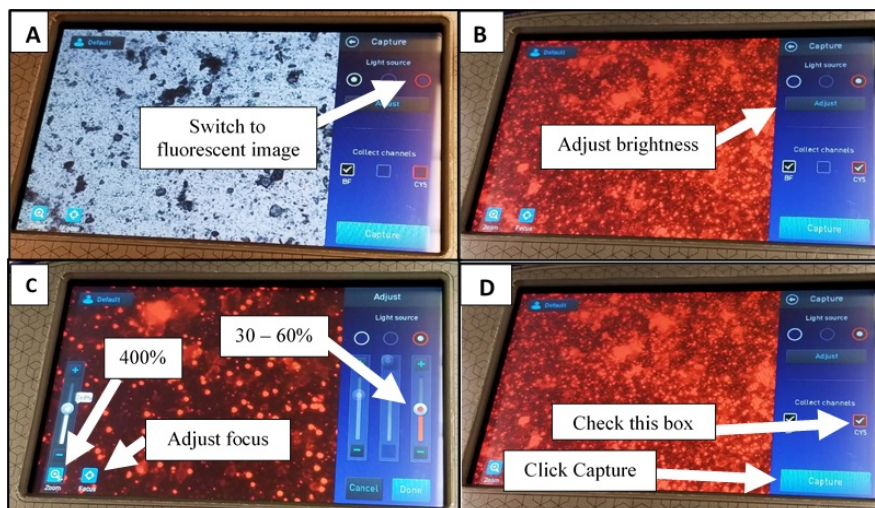 A
Default
Capture
Light source
Adjust
Switch to
fluorescent image
Collect channels
BF
CY5
Focus
Capture
B
Default
Capture
Light source
Adjust
Adjust brightness
Collect channels
BF
CY5
Zoom
Focus
Capture
C
Default
Adjust
Light source
400%
30 – 60%
Adjust focus
Zoom
Focus
Cancel
Done
D
Default
Capture
Light source
Adjust
Collect channels
Check this box
CY5
Click Capture
Zoom
Capture